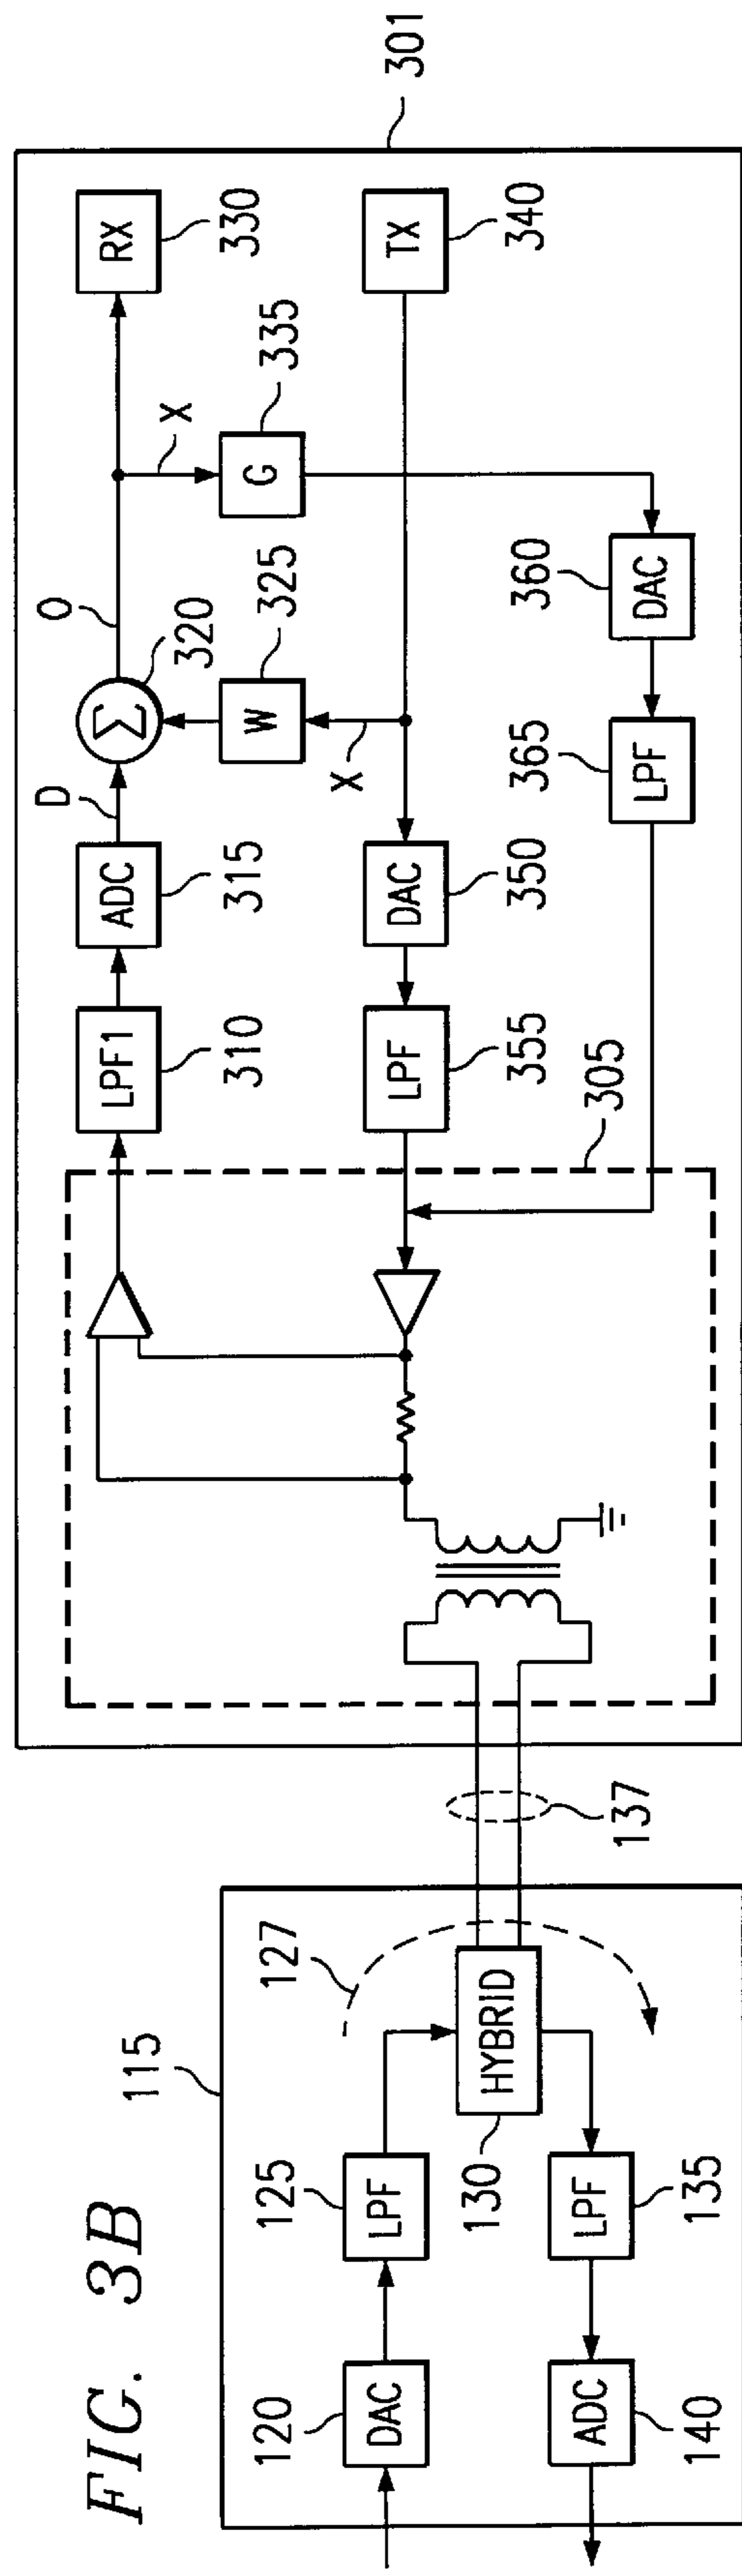 FIG. 3B
115
120
DAC
125
LPF
127
HYBRID
130
LPF
135
ADC
140
137
301
305
LPF1
310
ADC
315
D
Σ
320
O
RX
330
X
G
335
W
325
X
TX
340
DAC
350
LPF
355
DAC
360
LPF
365